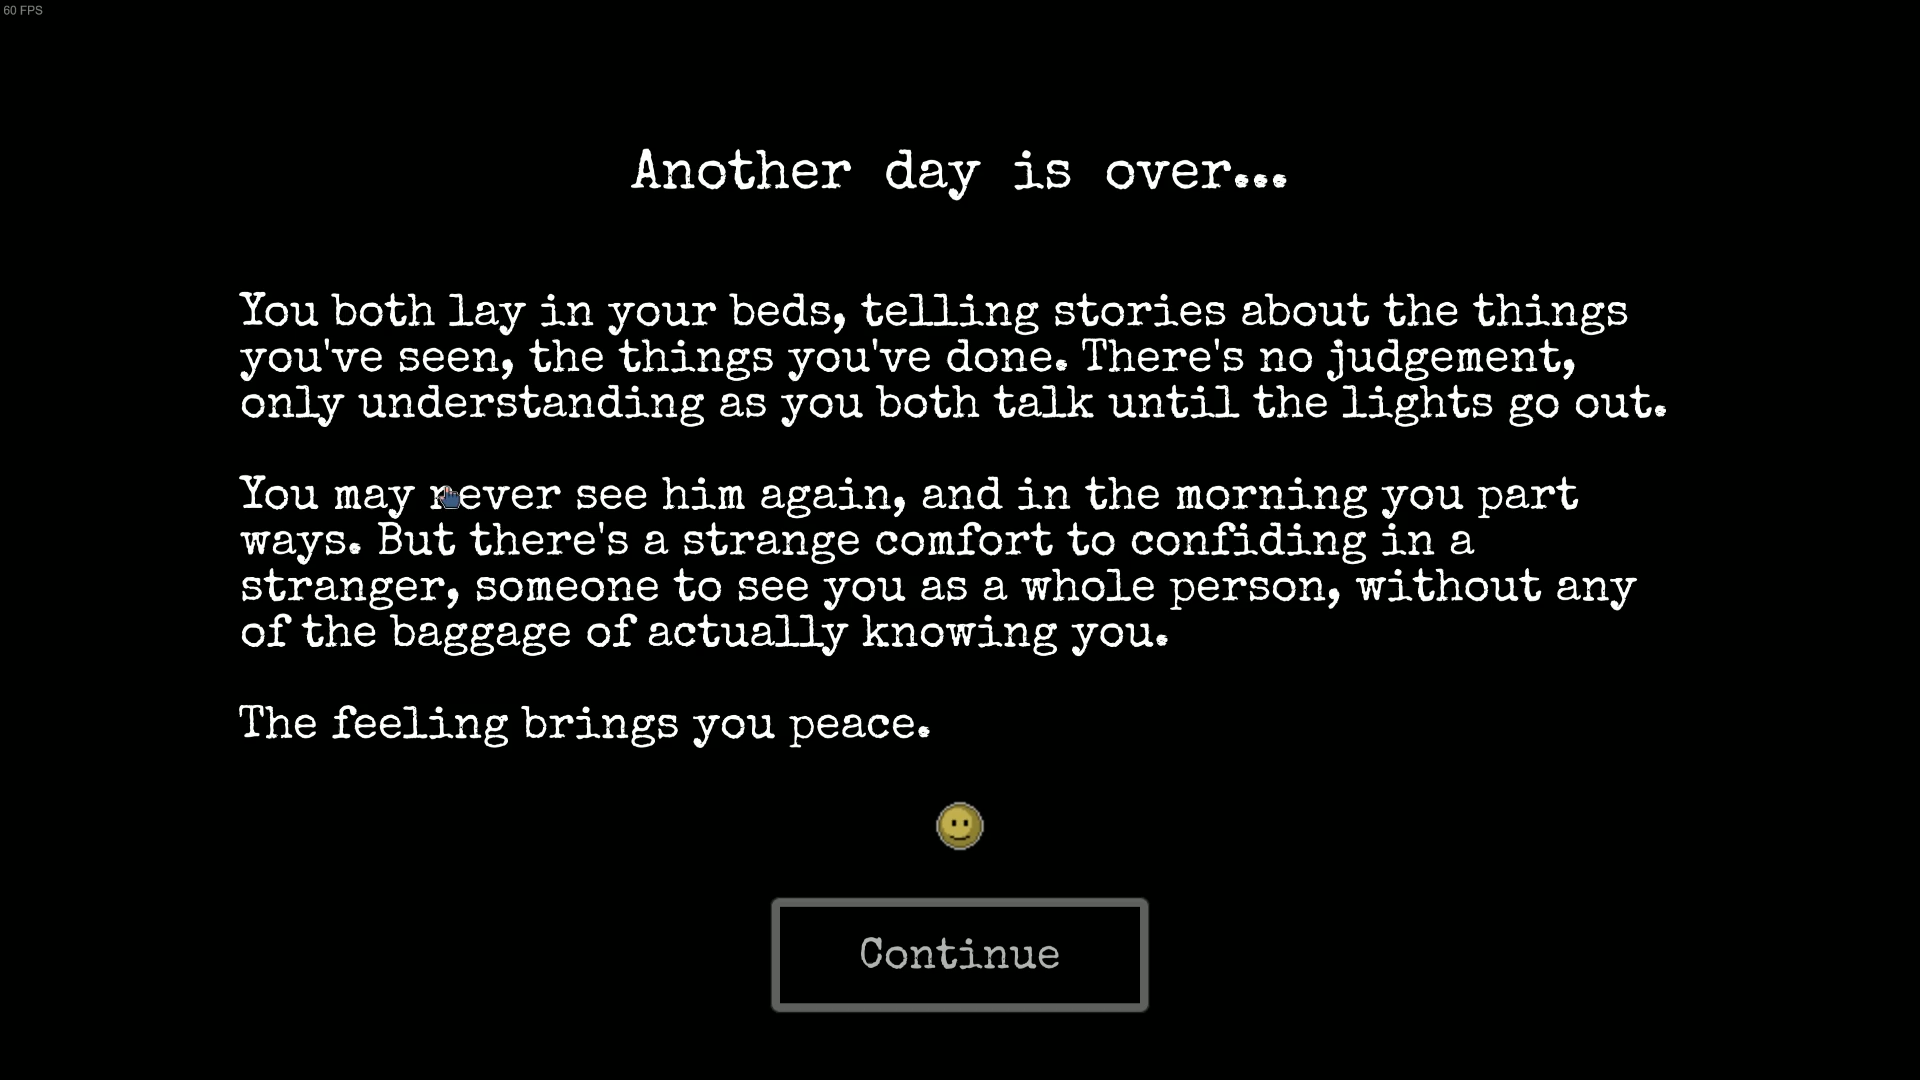 60 FPS
Another day is over...
You both lay in your beds, telling stories about the things
you've seen, the things you've done. There's no judgement,
only understanding as you both talk until the lights go out.
You may never see him again, and in the morning you part
ways. But there's a strange comfort to confiding in a
stranger, someone to see you as a whole person, without any
of the baggage of actually knowing you.
The feeling brings you peace.
Continue